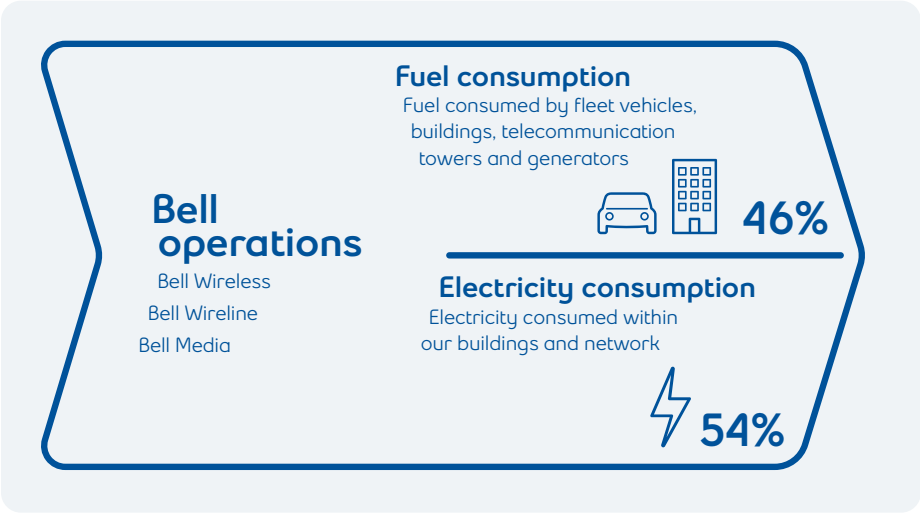 Bell
operations
Bell Wireless
Bell Wireline
Bell Media
Fuel consumption
Fuel consumed by fleet vehicles,
buildings, telecommunication
towers and generators
46%
Electricity consumption
Electricity consumed within
our buildings and network
54%